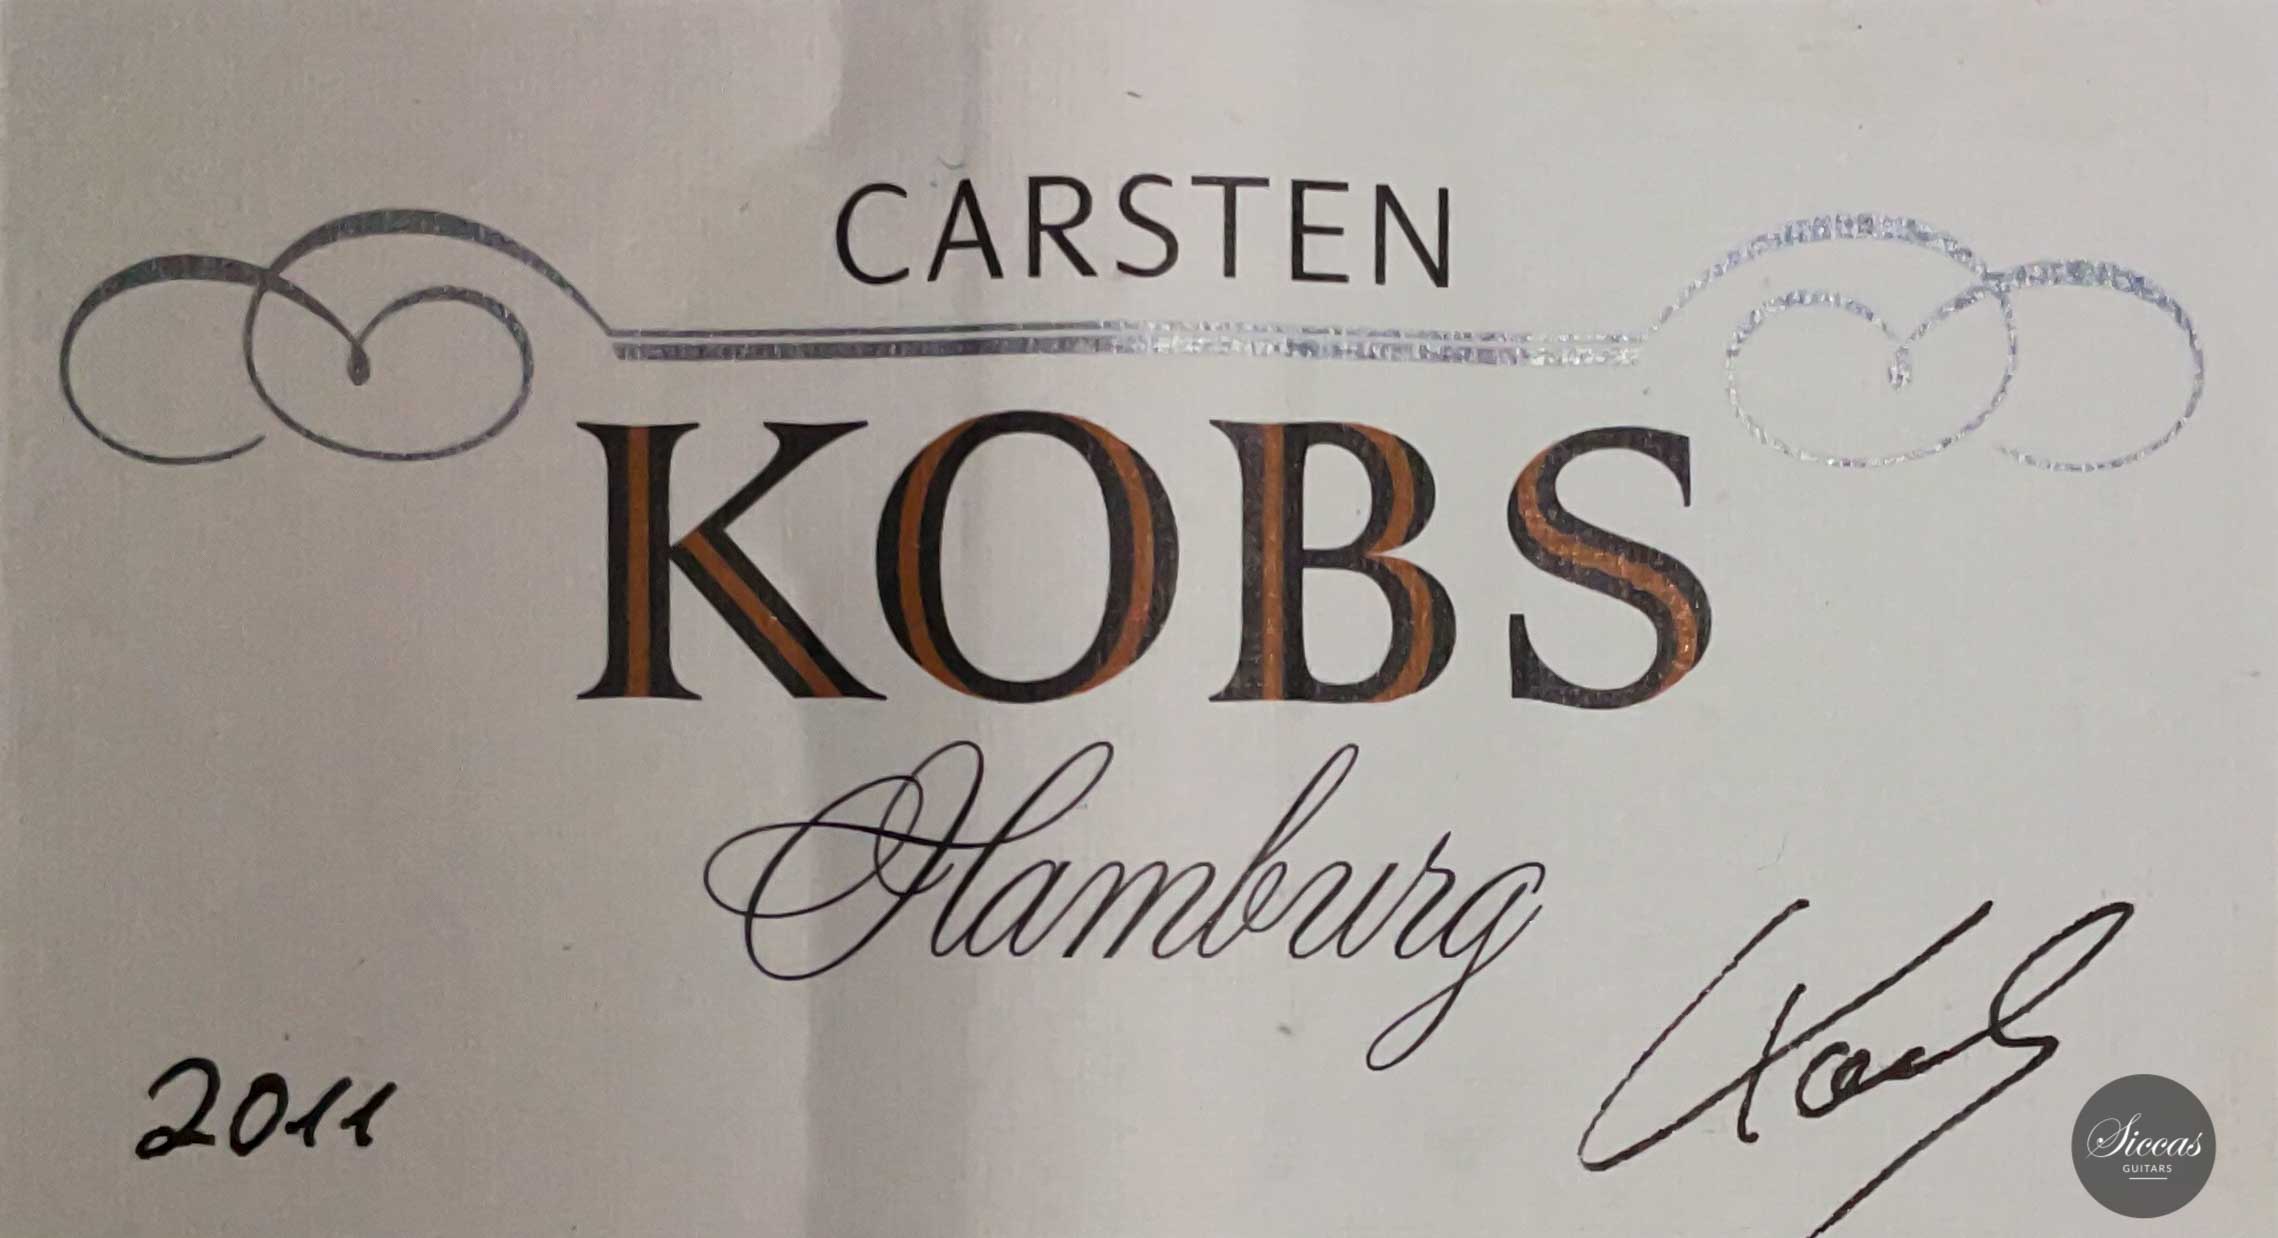 CARSTEN
KOBS
Hamburg
2011
Siccas
GUITARS